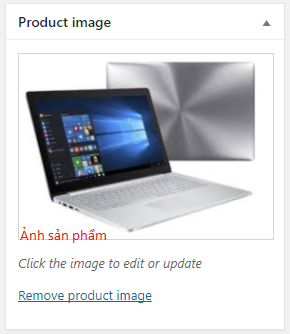 Product image
Ảnh sản phẩm
Click the image to edit or update
Remove product image